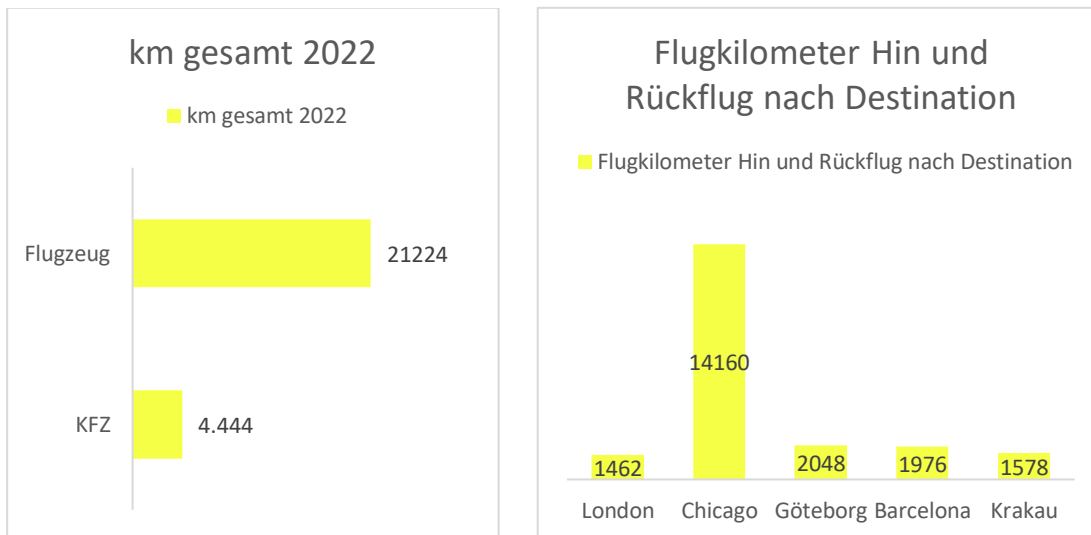 km gesamt 2022
km gesamt 2022
Flugzeug
21224
KFZ
4.444
Flugkilometer Hin und
Rückflug nach Destination
Flugkilometer Hin und Rückflug nach Destination
14160
1462
2048
1976
1578
London
Chicago
Göteborg
Barcelona
Krakau